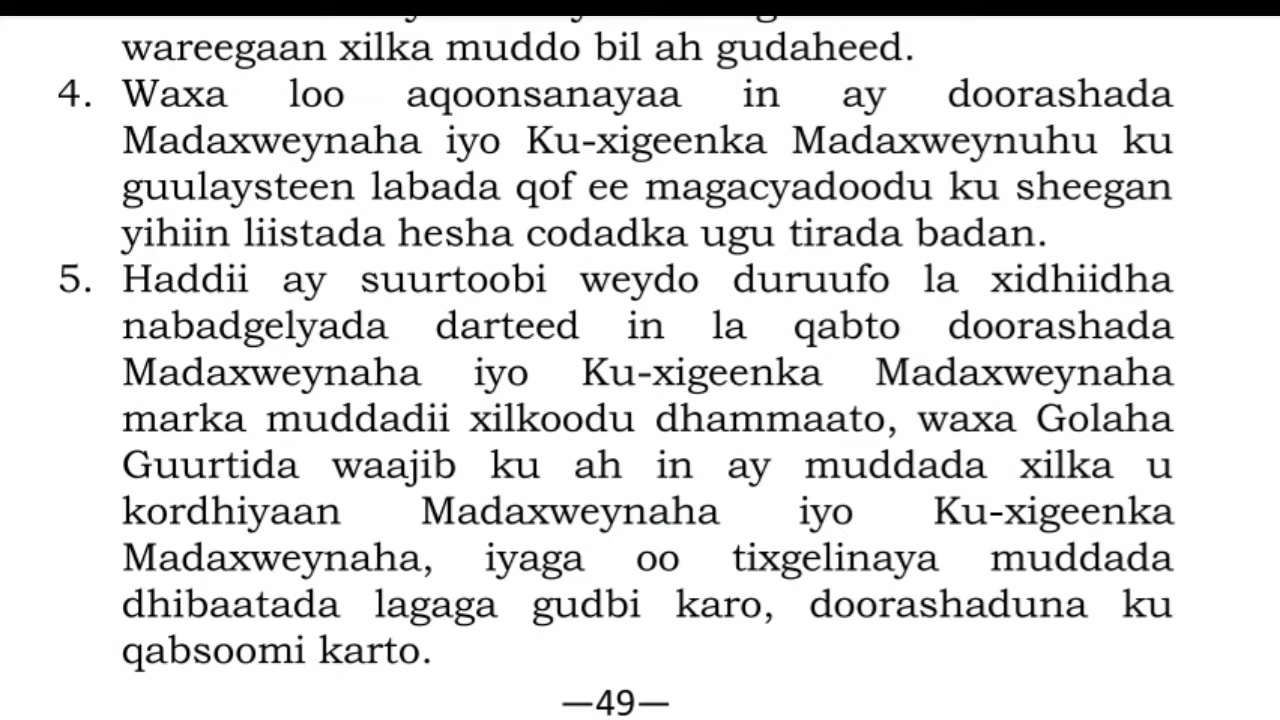 wareegaan xilka muddo bil ah gudaheed.
4. Waxa loo aqoonsanayaa in ay doorashada
Madaxweynaha iyo Ku-xigeenka Madaxweynuhu ku
guulaysteen labada qof ee magacyadoodu ku sheegan
yihiin liistada hesha codadka ugu tirada badan.
5. Haddii ay suurtoobi weydo duruufo la xidhiidha
nabadgelyada darteed in la qabto doorashada
Madaxweynaha iyo Ku-xigeenka Madaxweynaha
marka muddadii xilkoodu dhammaato, waxa Golaha
Guurtida waajib ku ah in ay muddada xilka u
kordhiyaan Madaxweynaha iyo Ku-xigeenka
Madaxweynaha, iyaga oo tixgelinaya muddada
dhibaatada lagaga gudbi karo, doorashaduna ku
qabsoomi karto.
—49—